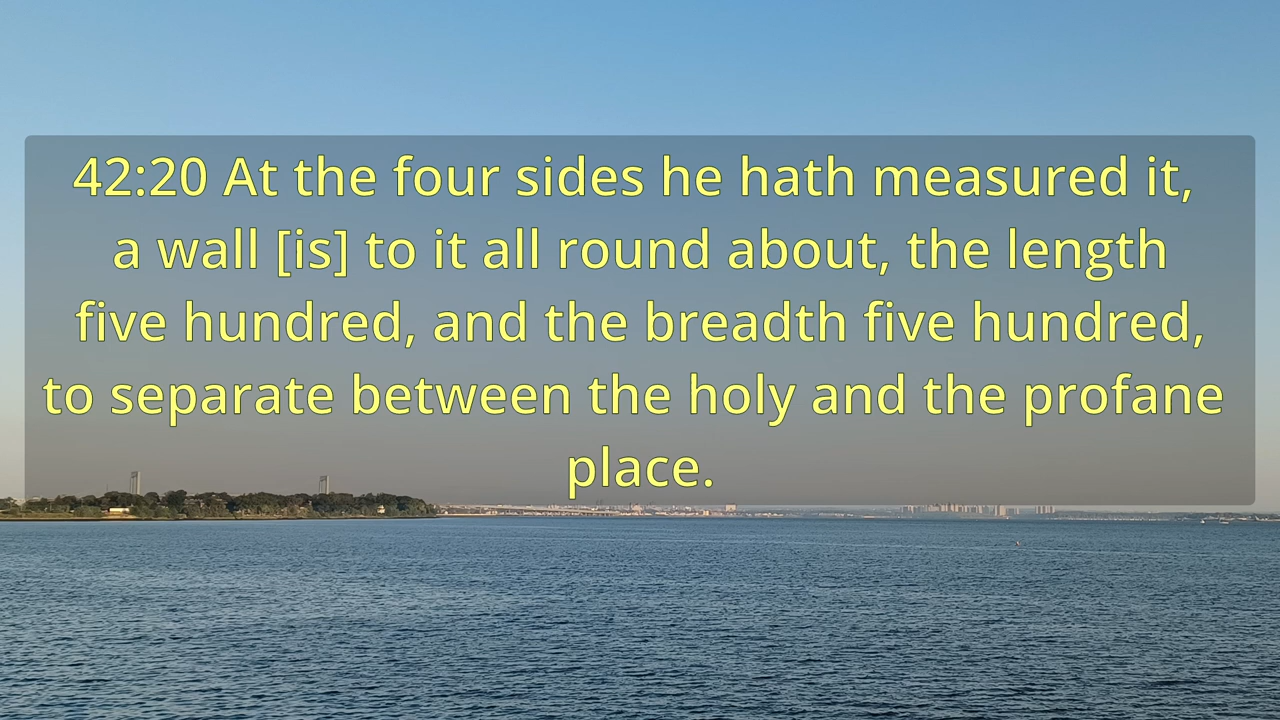 42:20 At the four sides he hath measured it,
a wall [is] to it all round about, the length
five hundred, and the breadth five hundred,
to separate between the holy and the profane
place.